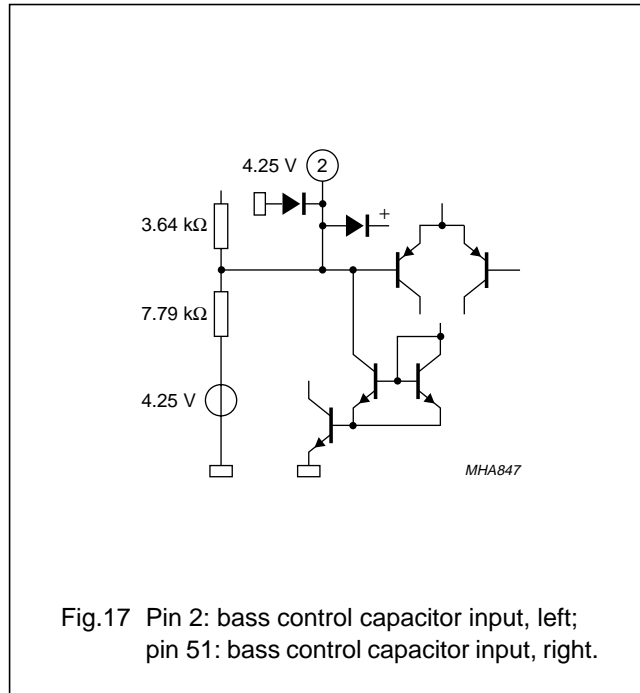 4.25 V 2
+
3.64 kΩ
7.79 kΩ
4.25 V
MHA847
Fig.17 Pin 2: bass control capacitor input, left;
pin 51: bass control capacitor input, right.